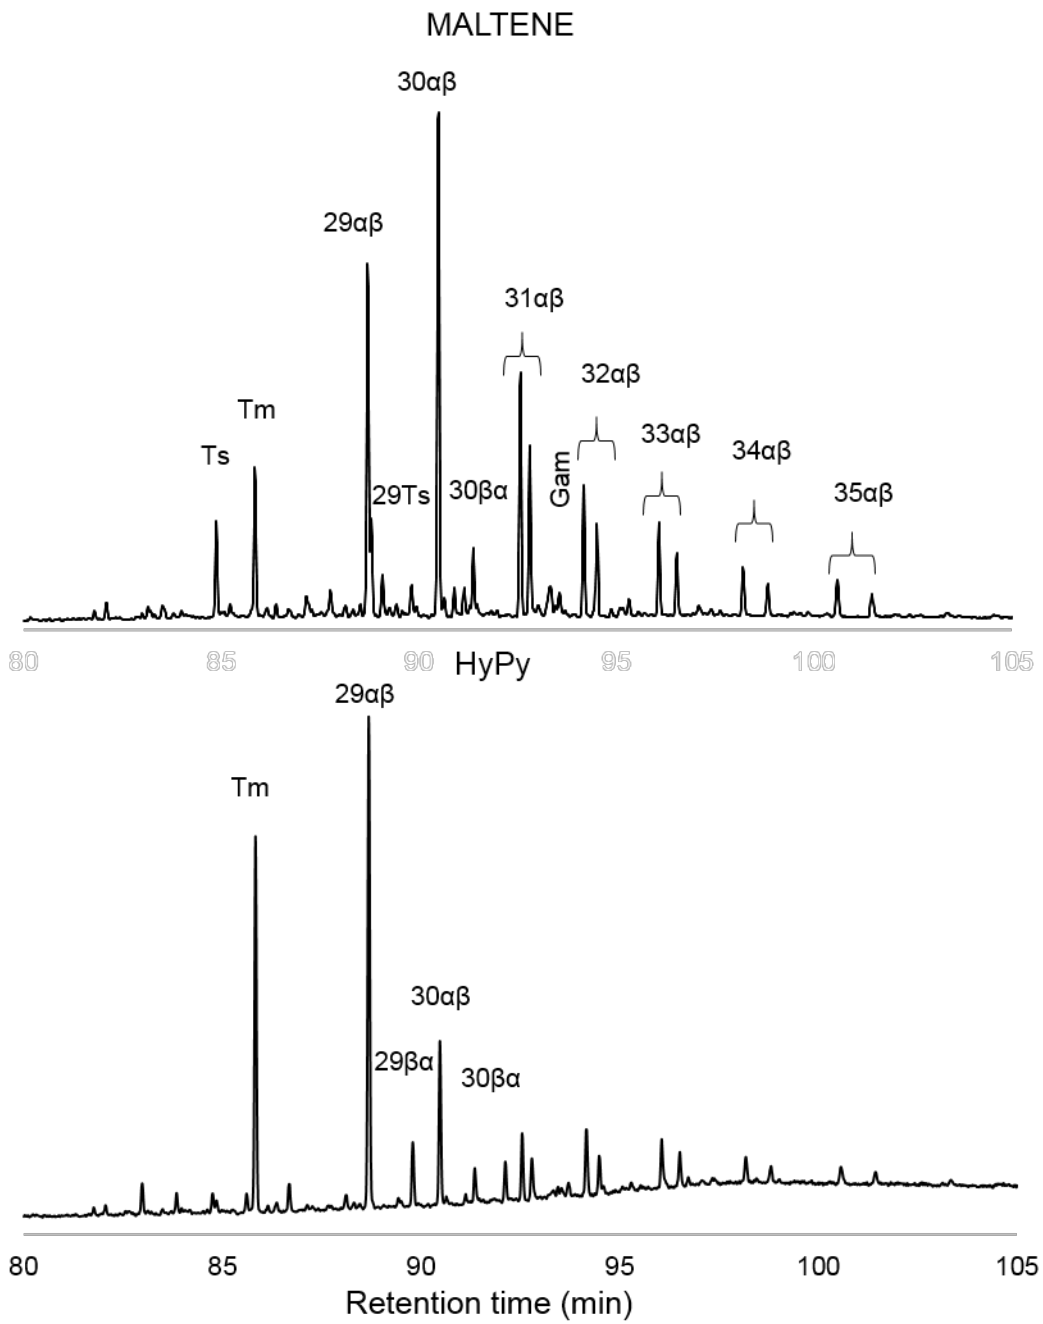 MALTENE
30αβ
29αβ
31αβ
32αβ
Tm
33αβ
34αβ
Ts
29Ts
30βα
Gam
35αβ
80 85 90 95 100 105
HyPy
29αβ
Tm
30αβ
29βα
30βα
80 85 90 95 100 105
Retention time (min)